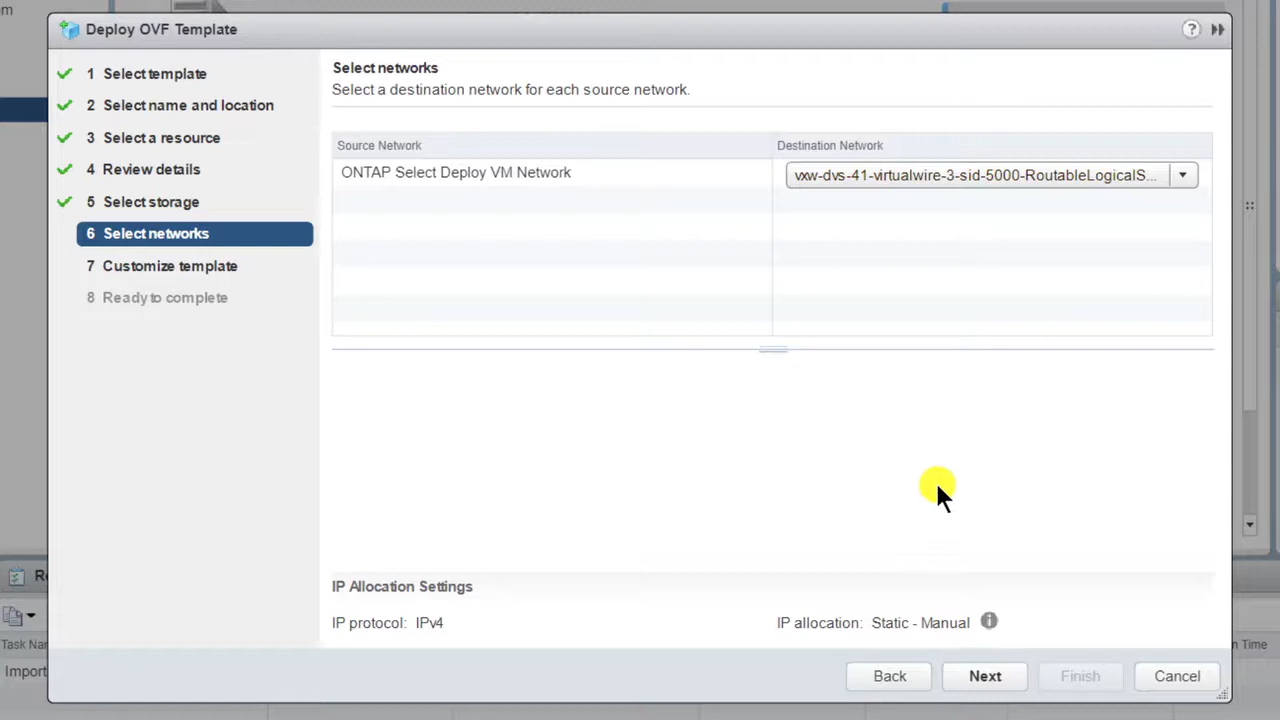 om
Deploy OVF Template
?
1 Select template
2 Select name and location
3 Select a resource
4 Review details
5 Select storage
6 Select networks
7 Customize template
8 Ready to complete
Select networks
Select a destination network for each source network.
Source Network
Destination Network
ONTAP Select Deploy VM Network
vxw-dvs-41-virtualwire-3-sid-5000-RoutableLogicalS...
IP Allocation Settings
IP protocol: IPv4
IP allocation: Static - Manual
Back
Next
Finish
Cancel
Re
Task Nam
n Time
Import